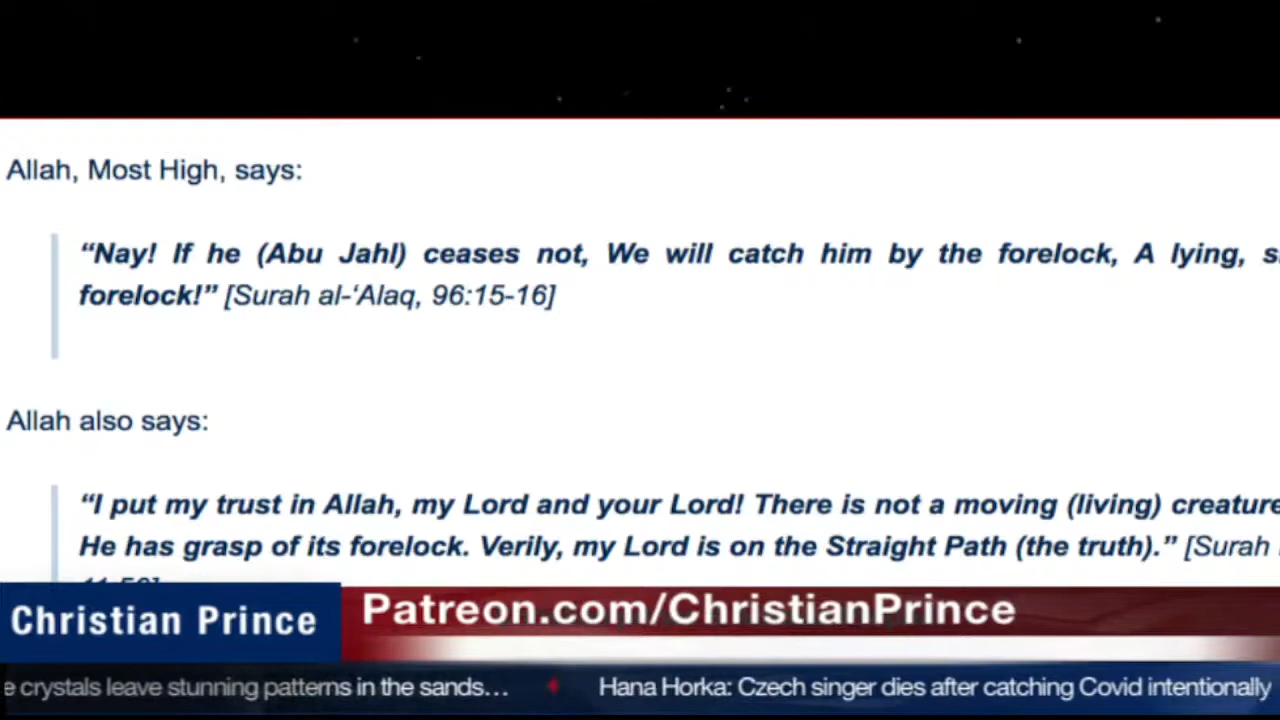 Allah, Most High, says:
“Nay! If he (Abu Jahl) ceases not, We will catch him by the forelock, A lying,
forelock!” [Surah al-‘Alaq, 96:15-16]
Allah also says:
“I put my trust in Allah, my Lord and your Lord! There is not a moving (living) creature
He has grasp of its forelock. Verily, my Lord is on the Straight Path (the truth).” [Surah
Christian Prince
Patreon.com/ChristianPrince
e crystals leave stunning patterns in the sands... Hana Horka: Czech singer dies after catching Covid intentionally